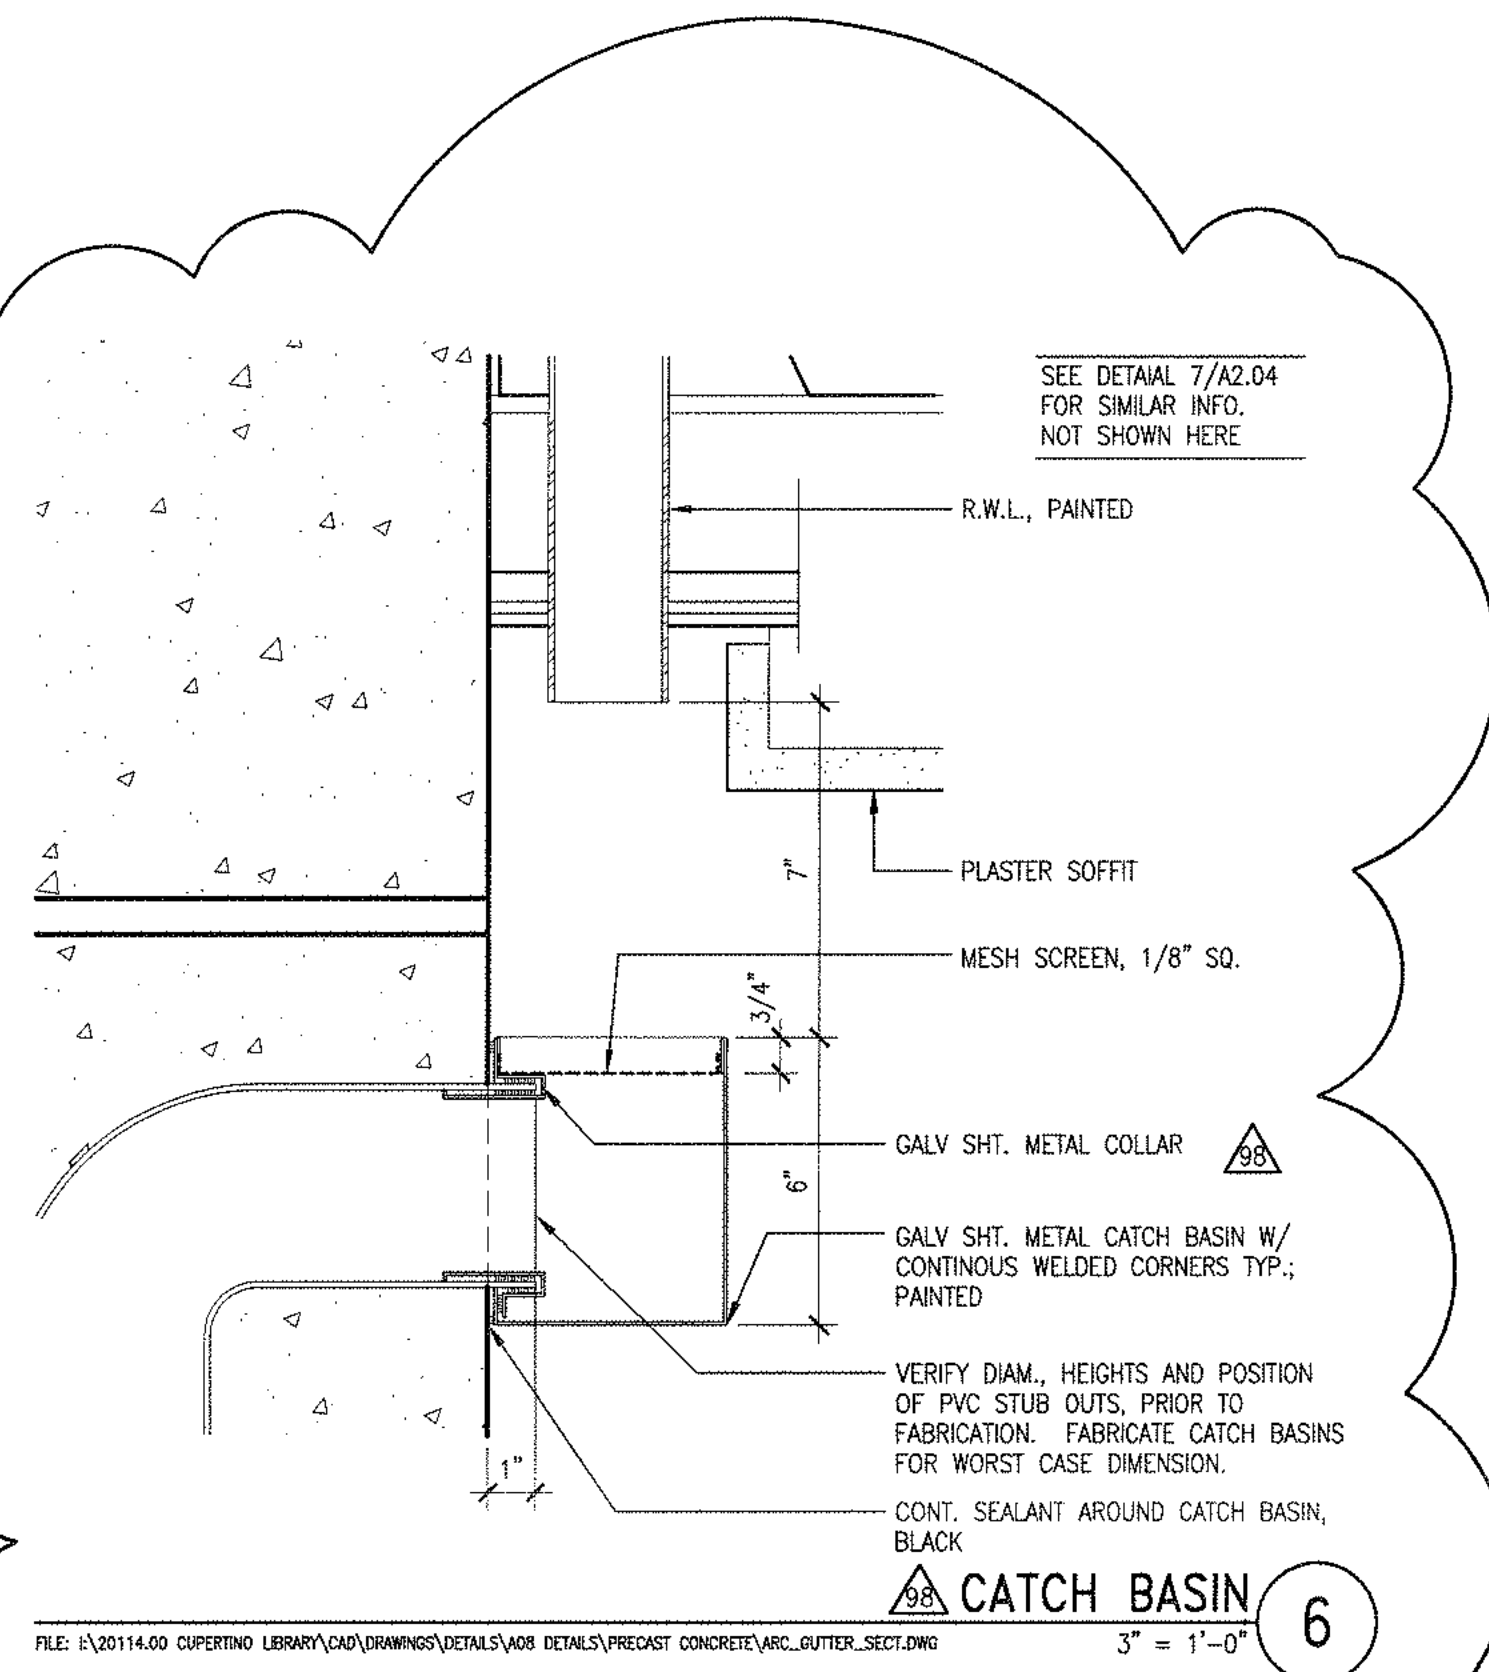 SEE DETAIAL 7/A2.04
FOR SIMILAR INFO.
NOT SHOWN HERE
R.W.L., PAINTED
7"
PLASTER SOFFIT
MESH SCREEN, 1/8" SQ.
3/4"
GALV SHT. METAL COLLAR 98
6"
GALV SHT. METAL CATCH BASIN W/
CONTINOUS WELDED CORNERS TYP.;
PAINTED
VERIFY DIAM., HEIGHTS AND POSITION
OF PVC STUB OUTS, PRIOR TO
FABRICATION. FABRICATE CATCH BASINS
FOR WORST CASE DIMENSION.
1"
CONT. SEALANT AROUND CATCH BASIN,
BLACK
98 CATCH BASIN 6
FILE: I:\20114.00 CUPERTINO LIBRARY\CAD\DRAWINGS\DETAILS\A08 DETAILS\PRECAST CONCRETE\ARC_GUTTER_SECT.DWG
3" = 1'-0"